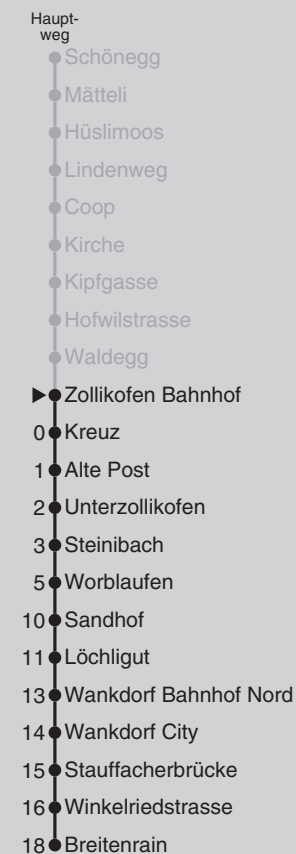 Haupt-
weg
Schönegg
Mätteli
Hüslimoos
Lindenweg
Coop
Kirche
Kipfgasse
Hofwilstrasse
Waldegg
Zollikofen Bahnhof
0 Kreuz
1 Alte Post
2 Unterzollikofen
3 Steinibach
5 Worblaufen
10 Sandhof
11 Löchligut
13 Wankdorf Bahnhof Nord
14 Wankdorf City
15 Stauffacherbrücke
16 Winkelriedstrasse
18 Breitenrain